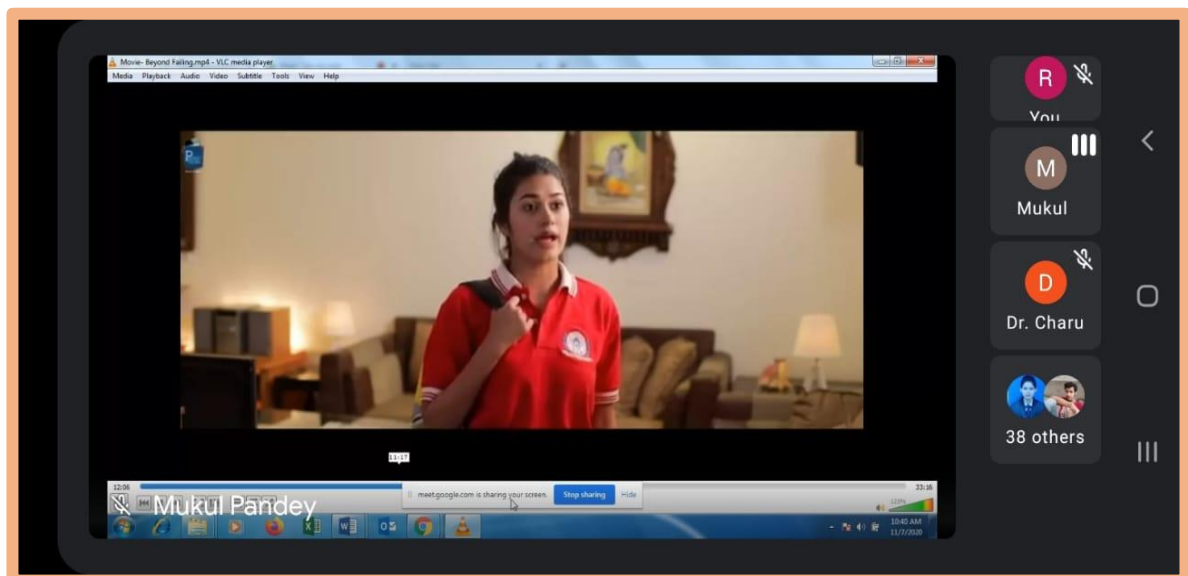 Movie- Beyond Failing.mp4 - VLC media player
Media Playback Audio Video Subtitle Tools View Help
R
You
M
Mukul
D
Dr. Charu
38 others
11:17
12:06
33:16
meet.google.com is sharing your screen.
Stop sharing
Hide
Mukul Pandey
10:40 AM
11/7/2020